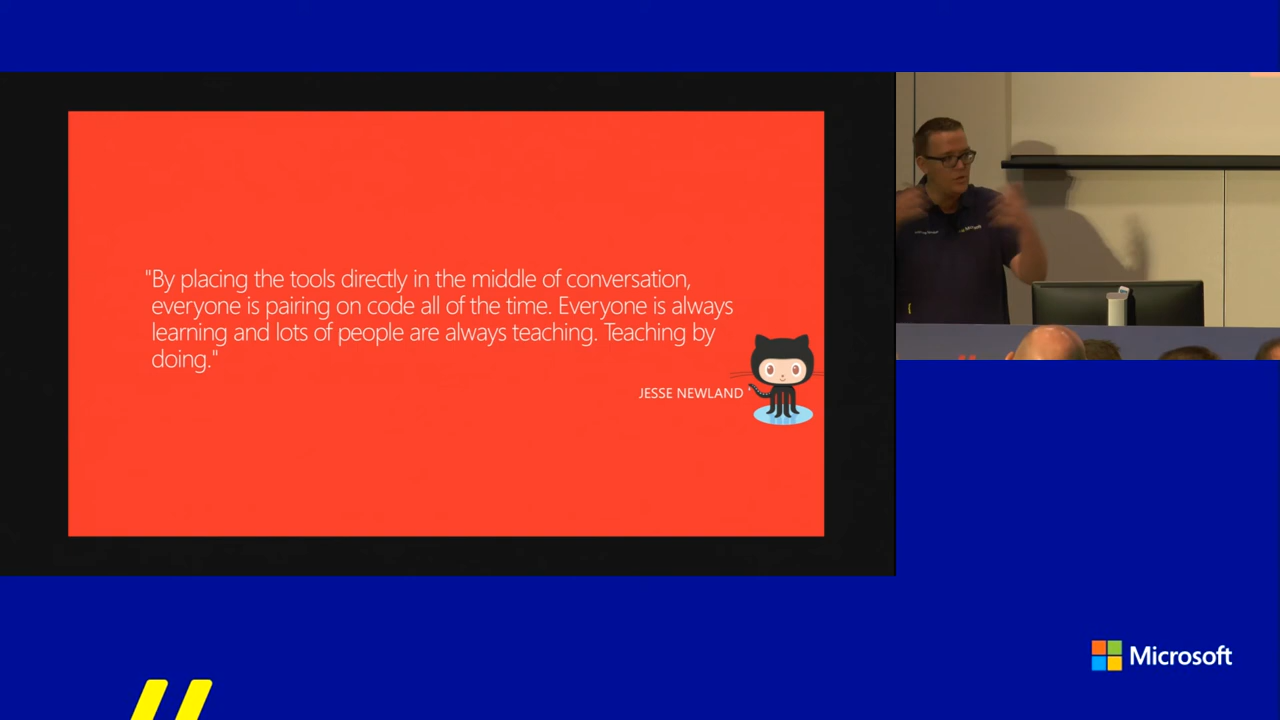 "By placing the tools directly in the middle of conversation,
everyone is pairing on code all of the time. Everyone is always
learning and lots of people are always teaching. Teaching by
doing."
JESSE NEWLAND
Microsoft